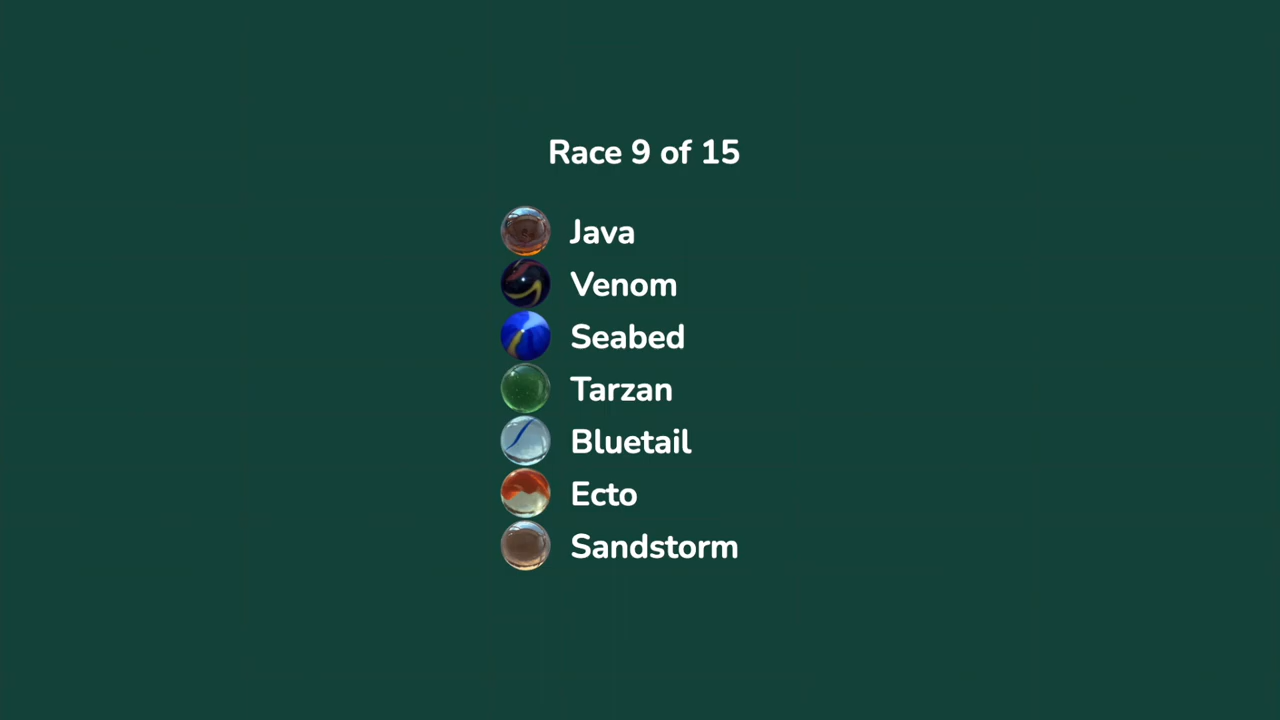 Race 9 of 15
Java
Venom
Seabed
Tarzan
Bluetail
Ecto
Sandstorm